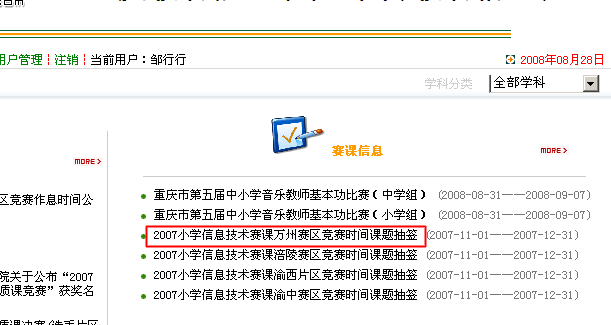 用户管理 | 注销 | 当前用户：邹行行
2008年08月28日
学科分类 全部学科
MORE >
赛课信息
MORE >
区竞赛作息时间公
院关于公布“2007
质课竞赛”获奖名
重庆市第五届中小学音乐教师基本功比赛（中学组） (2008-08-31——2008-09-07)
重庆市第五届中小学音乐教师基本功比赛（小学组） (2008-08-31——2008-09-07)
2007小学信息技术赛课万州赛区竞赛时间课题抽签 (2007-11-01——2007-12-31)
2007小学信息技术赛课涪陵赛区竞赛时间课题抽签 (2007-11-01——2007-12-31)
2007小学信息技术赛课渝西片区竞赛时间课题抽签 (2007-11-01——2007-12-31)
2007小学信息技术赛课渝中赛区竞赛时间课题抽签 (2007-11-01——2007-12-31)